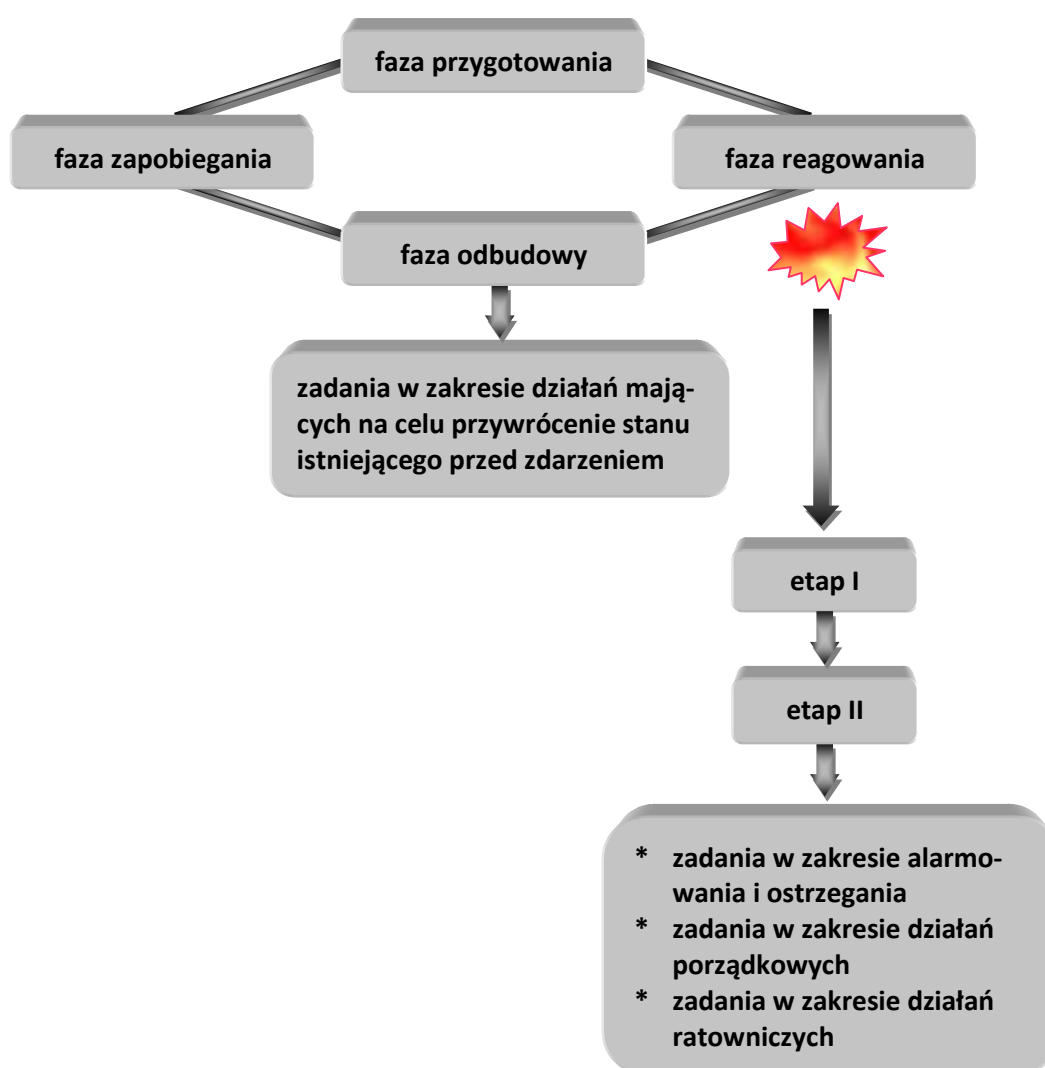 faza przygotowania
faza zapobiegania
faza reagowania
faza odbudowy
zadania w zakresie działań mają-
cych na celu przywrócenie stanu
istniejącego przed zdarzeniem
etap I
etap II
* zadania w zakresie alarmo-
wania i ostrzegania
* zadania w zakresie działań
porządkowych
* zadania w zakresie działań
ratowniczych